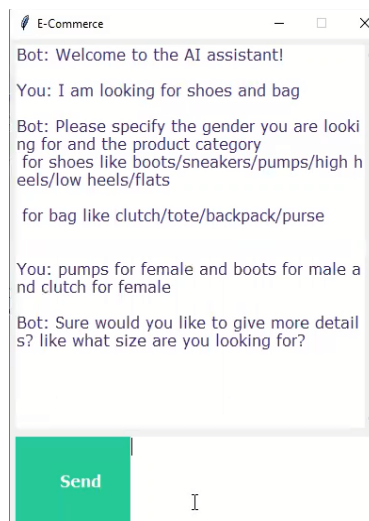 E-Commerce
Bot: Welcome to the AI assistant!
You: I am looking for shoes and bag
Bot: Please specify the gender you are looki
ng for and the product category
for shoes like boots/sneakers/pumps/high h
eels/low heels/flats
for bag like clutch/tote/backpack/purse
You: pumps for female and boots for male a
nd clutch for female
Bot: Sure would you like to give more detail
s? like what size are you looking for?
Send